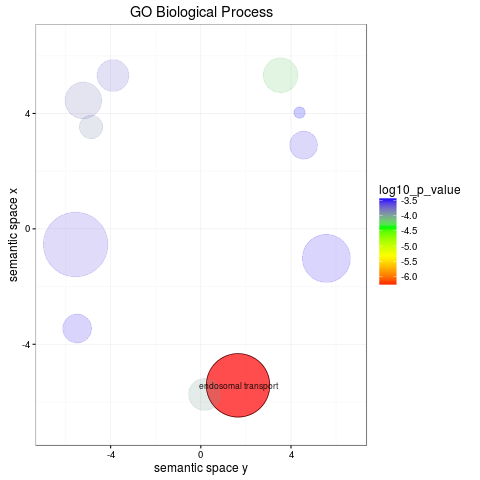 GO Biological Process
semantic space x
4
0
-4
endosomal transport
-4
0
4
semantic space y
log10_p_value
-3.5
-4.0
-4.5
-5.0
-5.5
-6.0